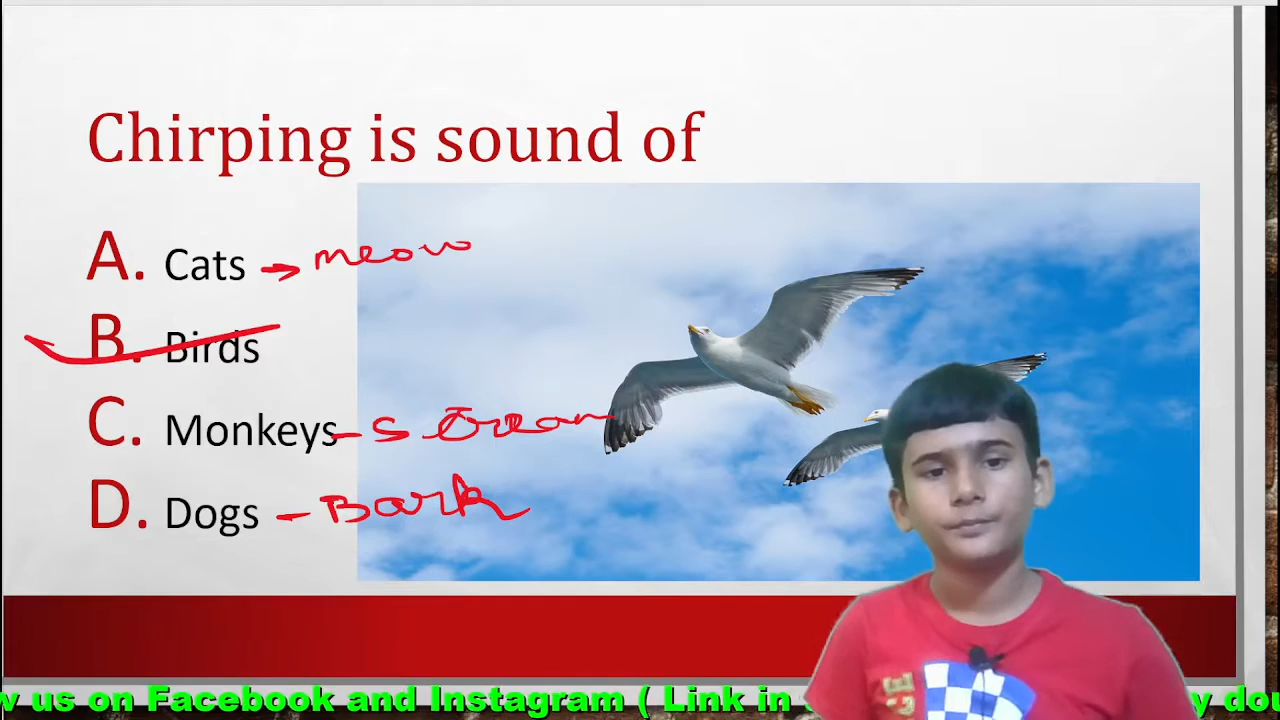 Chirping is sound of
A. Cats → meow
B. Birds
C. Monkeys - scream
D. Dogs - Bark
us on Facebook and Instagram ( Link in